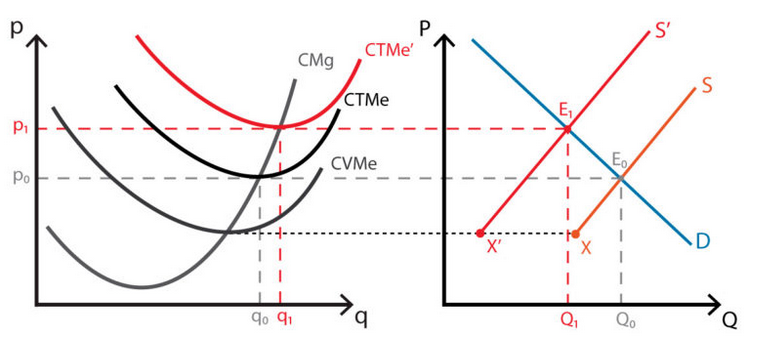 p
CMg
CTMe'
CTMe
CVMe
p₁
p₀
q₀
q₁
q
P
S'
S
E₁
E₀
X'
X
D
Q₁
Q₀
Q